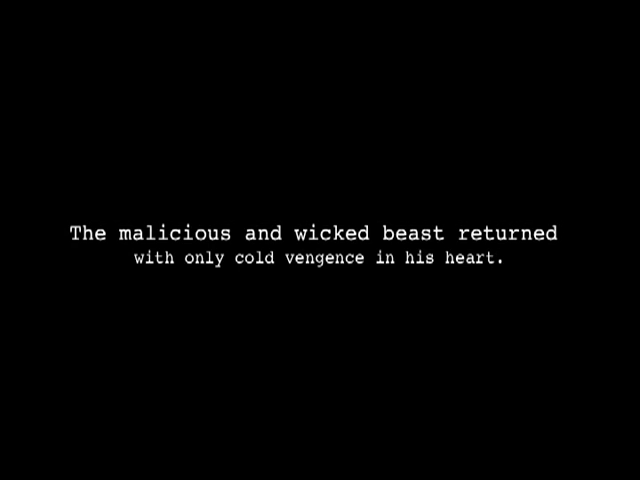 The malicious and wicked beast returned
with only cold vengence in his heart.